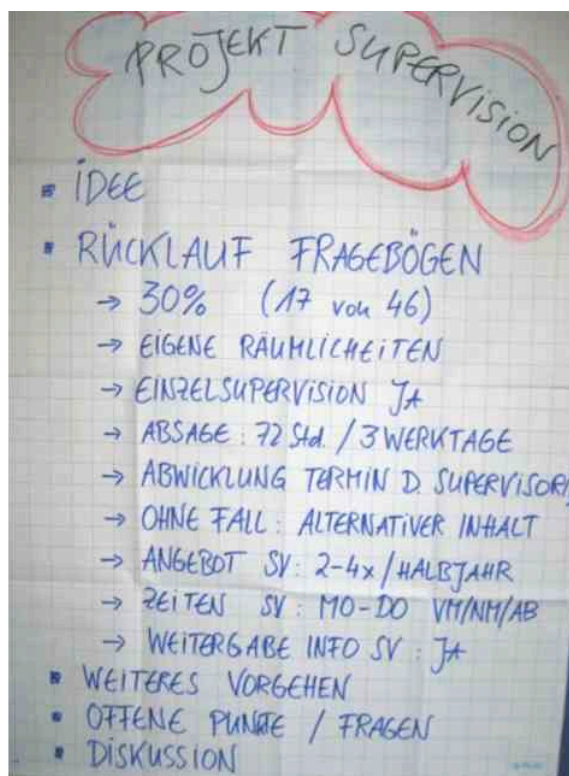 PROJEKT SUPERVISION
▪ IDEE
▪ RÜCKLAUF FRAGEBÖGEN
→ 30% (17 von 46)
→ EIGENE RÄUMLICHEITEN
→ EINZELSUPERVISION JA
→ ABSAGE: 72 Std. / 3 WERKTAGE
→ ABWICKLUNG TERMIN D. SUPERVISOR
→ OHNE FALL: ALTERNATIVER INHALT
→ ANGEBOT SV: 2-4x / HALBJAHR
→ ZEITEN SV: MO-DO VM/NM/AB
→ WEITERGABE INFO SV: JA
▪ WEITERES VORGEHEN
▪ OFFENE PUNKTE / FRAGEN
▪ DISKUSSION